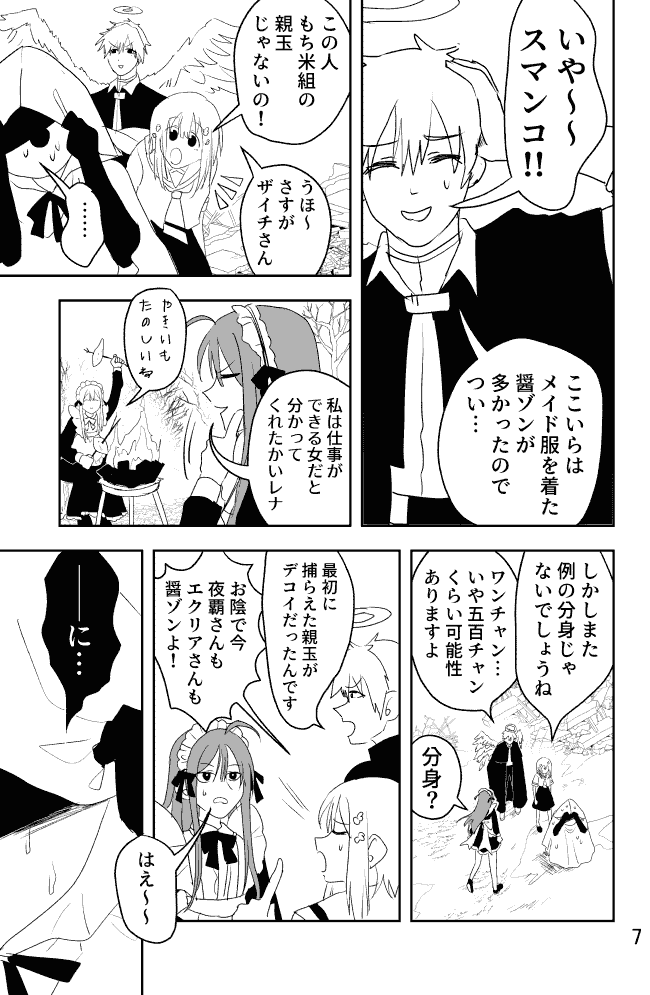 いや〜〜
スマンコ!!
ここいらは
メイド服を着た
醤ゾンが
多かったので
つい…
この人
もち米組の
親玉
じゃないの！
うほ〜
さすが
ザイチさん
……
私は仕事が
できる女だと
分かって
くれたかいレナ
やきいも
たのしいね
しかしまた
例の分身じゃ
ないでしょうね
ワンチャン…
いや五百チャン
くらい可能性
ありますよ
分身？
最初に
捕らえた親玉が
デコイだったんです
お陰で今
夜覇さんも
エクリアさんも
醤ゾンよ！
はえ〜〜
──に…
7